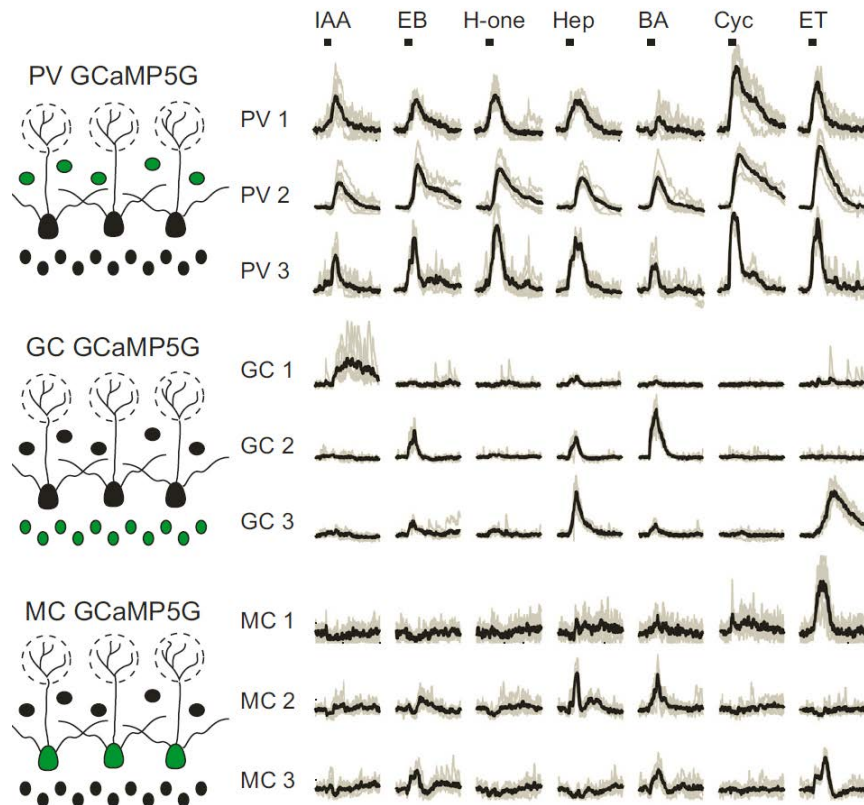 IAA EB H-one Hep BA Cyc ET
PV GCaMP5G
PV 1
PV 2
PV 3
GC GCaMP5G
GC 1
GC 2
GC 3
MC GCaMP5G
MC 1
MC 2
MC 3